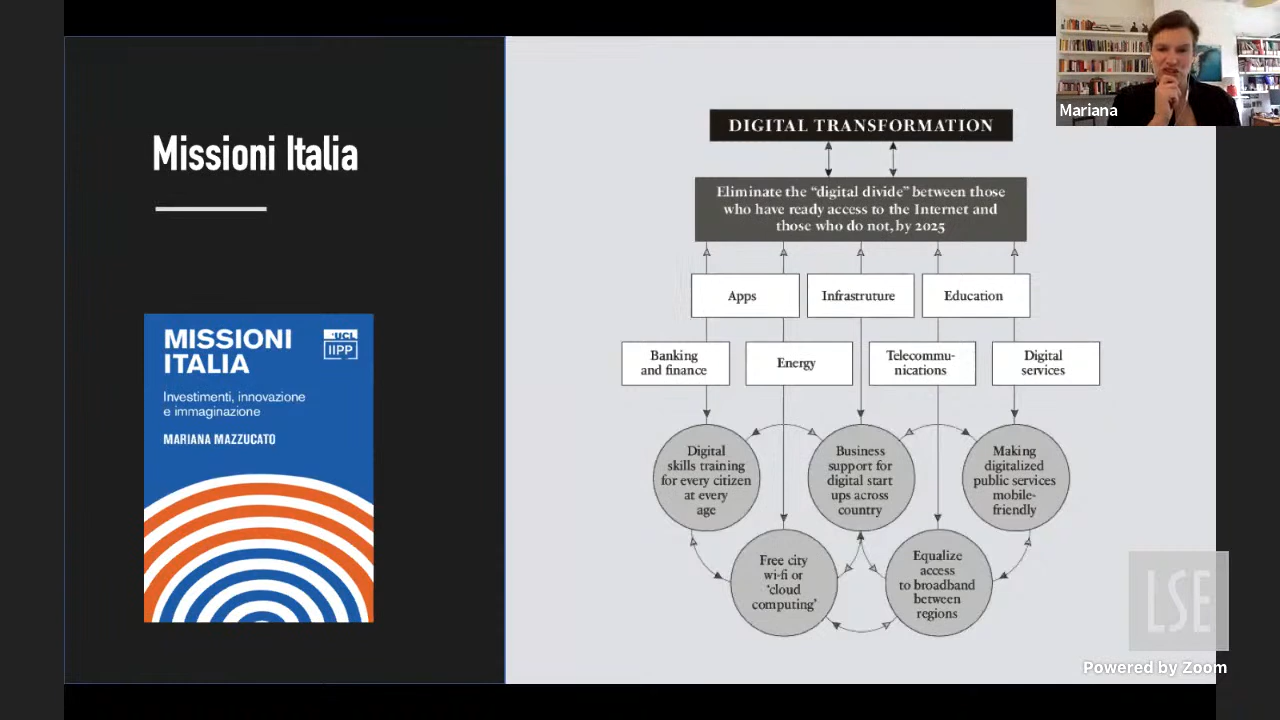 Missioni Italia
MISSIONI
ITALIA
UCL
IIPP
Investimenti, innovazione
e immaginazione
MARIANA MAZZUCATO
DIGITAL TRANSFORMATION
Eliminate the “digital divide” between those
who have ready access to the Internet and
those who do not, by 2025
Apps
Infrastruture
Education
Banking
and finance
Energy
Telecommu-
nications
Digital
services
Digital
skills training
for every citizen
at every
age
Business
support for
digital start
ups across
country
Making
digitalized
public services
mobile-
friendly
Free city
wi-fi or
‘cloud
computing’
Equalize
access
to broadband
between
regions
Mariana
LSE
Powered by Zoom